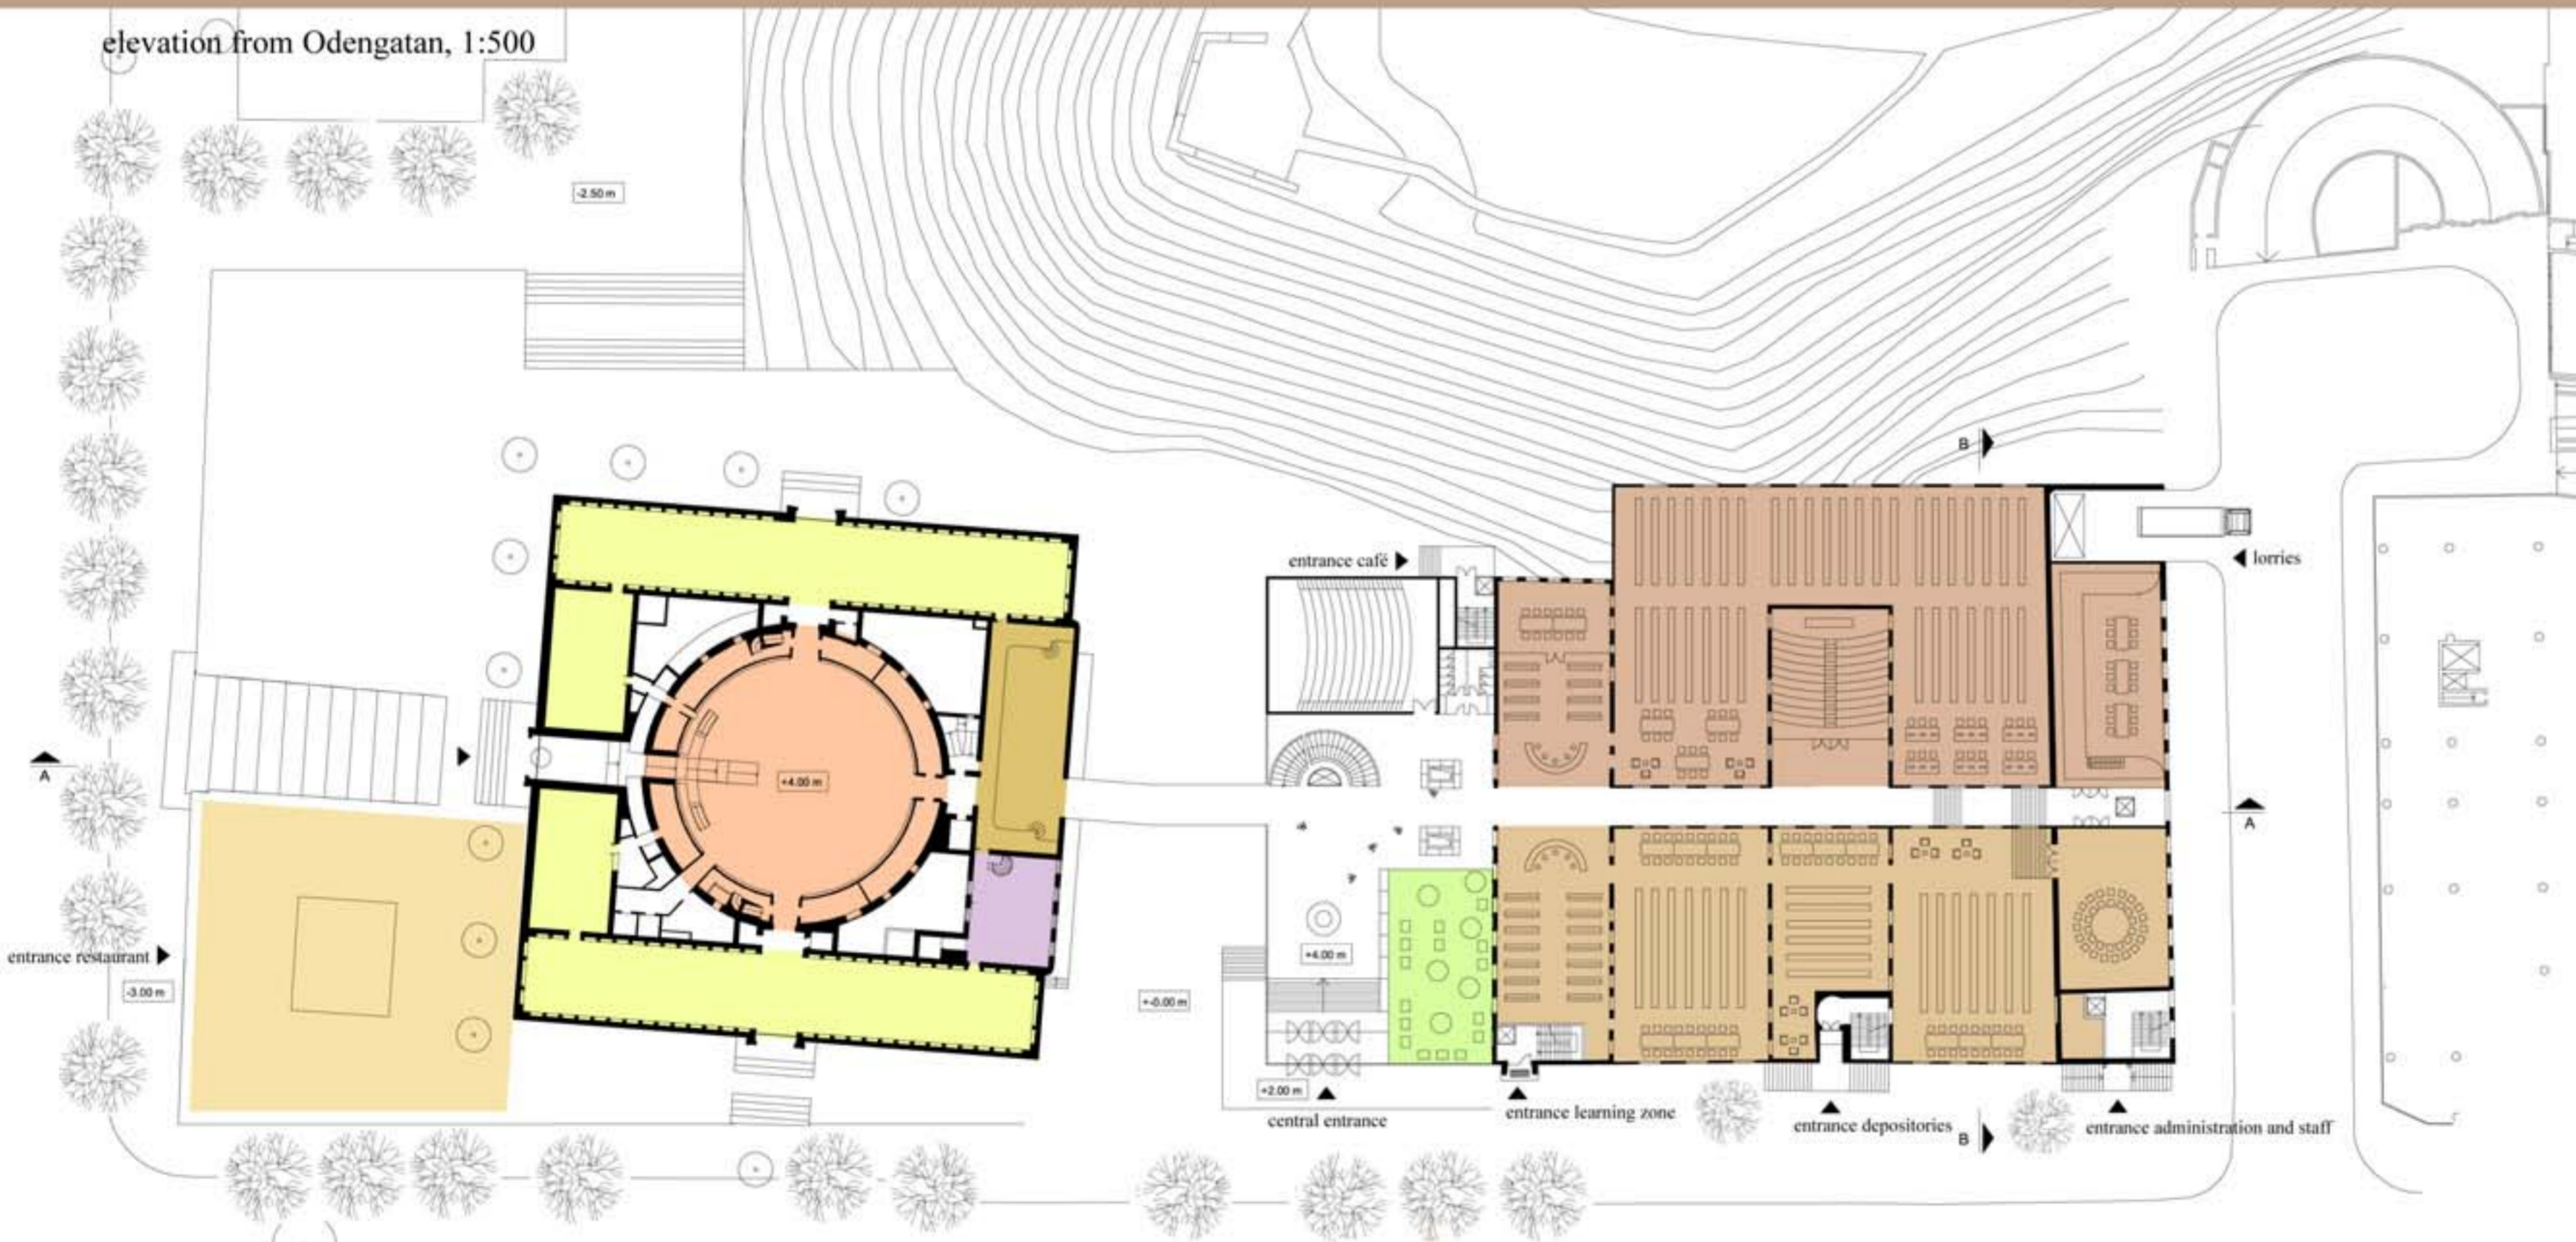 elevation from Odengatan, 1:500
-2.50 m
B
entrance café
lorries
A
+4.00 m
A
entrance restaurant
-3.00 m
+4.00 m
+-0.00 m
+2.00 m
central entrance
entrance learning zone
entrance depositories
B
entrance administration and staff